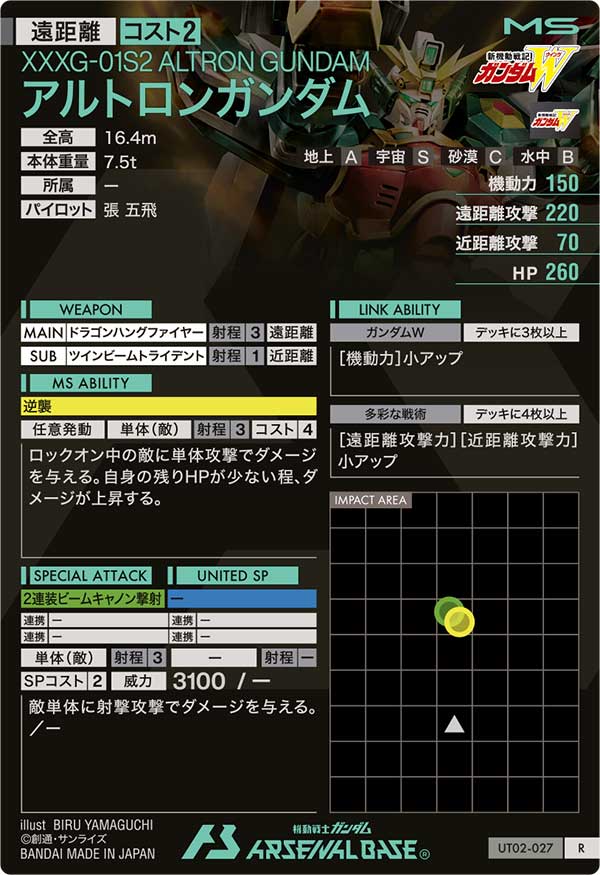 遠距離 コスト2
MS
XXXG-01S2 ALTRON GUNDAM
アルトロンガンダム
新機動戦記
ガンダムW
ウイング
全高 16.4m
本体重量 7.5t
所属 ー
パイロット 張 五飛
地上 A 宇宙 S 砂漠 C 水中 B
機動力 150
遠距離攻撃 220
近距離攻撃 70
HP 260
WEAPON
MAIN ドラゴンハングファイヤー 射程 3 遠距離
SUB ツインビームトライデント 射程 1 近距離
MS ABILITY
逆襲
任意発動 単体(敵) 射程 3 コスト 4
ロックオン中の敵に単体攻撃でダメージ
を与える。自身の残りHPが少ない程、ダ
メージが上昇する。
LINK ABILITY
ガンダムW デッキに3枚以上
[機動力]小アップ
多彩な戦術 デッキに4枚以上
[遠距離攻撃力][近距離攻撃力]
小アップ
IMPACT AREA
SPECIAL ATTACK UNITED SP
2連装ビームキャノン撃射 ー
連携 ー 連携 ー
連携 ー 連携 ー
単体(敵) 射程 3 ー 射程 ー
SPコスト 2 威力 3100 / ー
敵単体に射撃攻撃でダメージを与える。
/ー
illust BIRU YAMAGUCHI
©創通・サンライズ
BANDAI MADE IN JAPAN
機動戦士ガンダム
ARSENAL BASE®
UT02-027 R